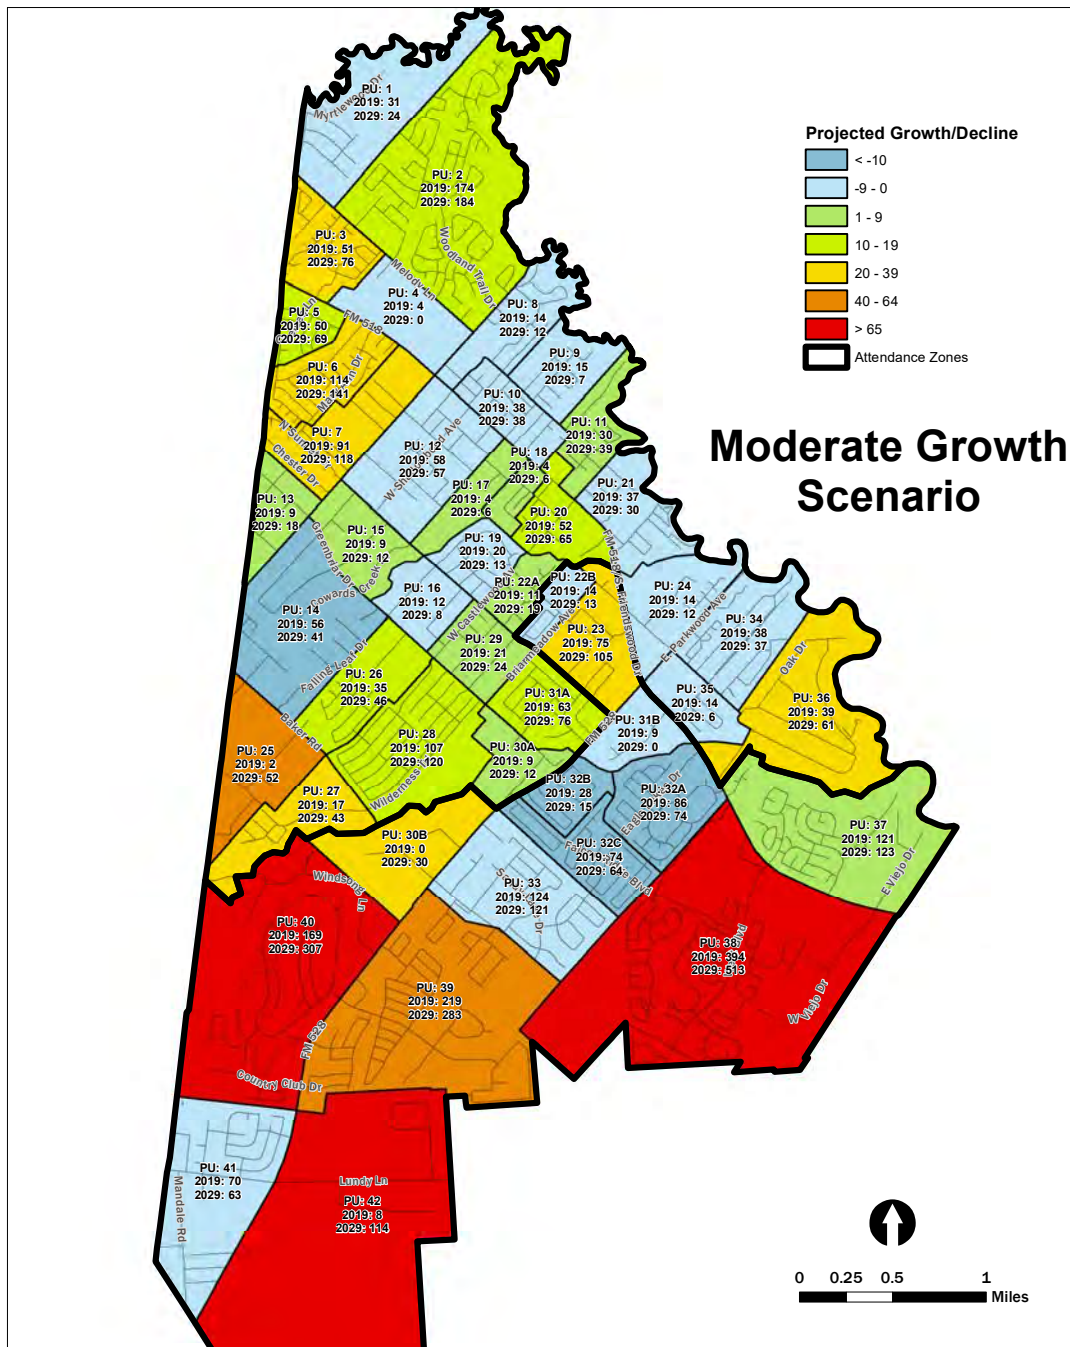 PU: 1
2019: 31
2029: 24
Myrtlewood Dr
PU: 2
2019: 174
2029: 184
Woodland Trail Dr
Projected Growth/Decline
< -10
-9 - 0
1 - 9
10 - 19
20 - 39
40 - 64
> 65
Attendance Zones
Moderate Growth
Scenario
PU: 3
2019: 51
2029: 76
Melody Ln
PU: 4
2019: 4
2029: 0
FM 518
PU: 5
2019: 50
2029: 69
PU: 8
2019: 14
2029: 12
PU: 9
2019: 15
2029: 7
PU: 6
2019: 114
2029: 141
PU: 7
2019: 91
2029: 118
Chester Dr
PU: 10
2019: 38
2029: 38
PU: 11
2019: 30
2029: 39
PU: 12
2019: 58
2029: 57
PU: 18
2019: 4
2029: 6
PU: 17
2019: 4
2029: 6
PU: 21
2019: 37
2029: 30
PU: 13
2019: 9
2029: 18
PU: 20
2019: 52
2029: 65
PU: 15
2019: 9
2029: 12
Greenbriar Dr
Cowards Creek
PU: 19
2019: 20
2029: 13
PU: 16
2019: 12
2029: 8
W Castlewood Av
PU: 22A
2019: 11
2029: 19
PU: 22B
2019: 14
2029: 13
FM 518/S Friendswood Dr
PU: 24
2019: 14
2029: 12
E Parkwood Ave
PU: 34
2019: 38
2029: 37
PU: 14
2019: 56
2029: 41
Falling Leaf Dr
PU: 23
2019: 75
2029: 105
Briarmeadow Ave
PU: 29
2019: 21
2029: 24
Oak Dr
PU: 26
2019: 35
2029: 46
PU: 31A
2019: 63
2029: 76
PU: 35
2019: 14
2029: 6
PU: 36
2019: 39
2029: 61
Baker Rd
PU: 31B
2019: 9
2029: 0
FM 528
PU: 28
2019: 107
2029: 120
PU: 30A
2019: 9
2029: 12
PU: 25
2019: 2
2029: 52
PU: 32B
2019: 28
2029: 15
PU: 32A
2019: 86
2029: 74
PU: 27
2019: 17
2029: 43
PU: 30B
2019: 0
2029: 30
PU: 32C
2019: 74
2029: 64
PU: 37
2019: 121
2029: 123
E Viejo Dr
Windsong Ln
PU: 33
2019: 124
2029: 121
PU: 40
2019: 169
2029: 307
PU: 38
2019: 394
2029: 513
W Viejo Dr
PU: 39
2019: 219
2029: 283
FM 528
Country Club Dr
PU: 41
2019: 70
2029: 63
Mandale Rd
Lundy Ln
PU: 42
2019: 8
2029: 114
0 0.25 0.5 1
Miles